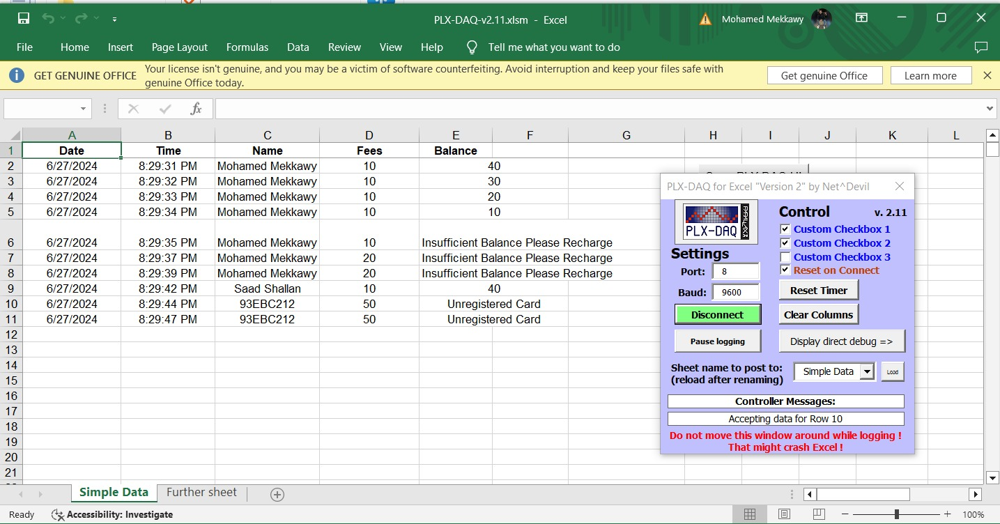 PLX-DAQ-v2.11.xlsm - Excel
Mohamed Mekkawy
File Home Insert Page Layout Formulas Data Review View Help Tell me what you want to do
GET GENUINE OFFICE Your license isn't genuine, and you may be a victim of software counterfeiting. Avoid interruption and keep your files safe with
genuine Office today.
Get genuine Office Learn more
fx
A B C D E F G H I J K L
1 Date Time Name Fees Balance
2 6/27/2024 8:29:31 PM Mohamed Mekkawy 10 40
3 6/27/2024 8:29:32 PM Mohamed Mekkawy 10 30
4 6/27/2024 8:29:33 PM Mohamed Mekkawy 10 20
5 6/27/2024 8:29:34 PM Mohamed Mekkawy 10 10
6 6/27/2024 8:29:35 PM Mohamed Mekkawy 10 Insufficient Balance Please Recharge
7 6/27/2024 8:29:37 PM Mohamed Mekkawy 20 Insufficient Balance Please Recharge
8 6/27/2024 8:29:39 PM Mohamed Mekkawy 20 Insufficient Balance Please Recharge
9 6/27/2024 8:29:42 PM Saad Shallan 10 40
10 6/27/2024 8:29:44 PM 93EBC212 50 Unregistered Card
11 6/27/2024 8:29:47 PM 93EBC212 50 Unregistered Card
12
13
14
15
16
17
18
19
20
21
PLX-DAQ for Excel "Version 2" by Net^Devil
PLX-DAQ
PARALLAX
Control v. 2.11
Custom Checkbox 1
Custom Checkbox 2
Custom Checkbox 3
Reset on Connect
Settings
Port: 8
Baud: 9600
Reset Timer
Disconnect Clear Columns
Pause logging Display direct debug =>
Sheet name to post to: Simple Data Load
(reload after renaming)
Controller Messages:
Accepting data for Row 10
Do not move this window around while logging !
That might crash Excel !
Simple Data Further sheet
Ready Accessibility: Investigate 100%